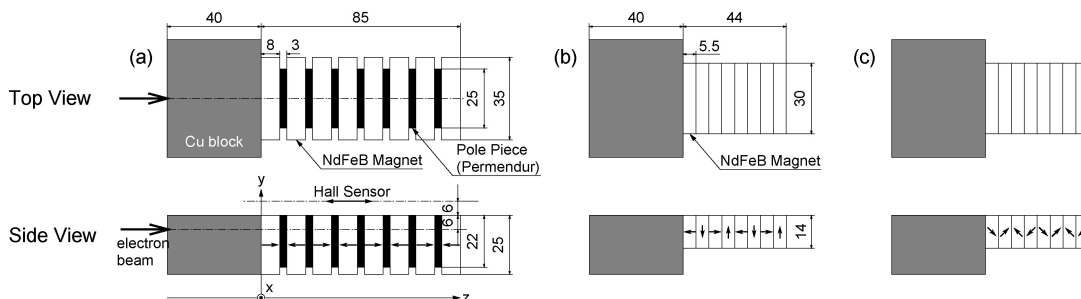 40
85
40
44
(a)
8
3
(b)
5.5
(c)
Top View
25
35
30
Cu block
NdFeB Magnet
Pole Piece
(Permendur)
NdFeB Magnet
y
Hall Sensor
6
6
Side View
electron
beam
22
25
14
x
z